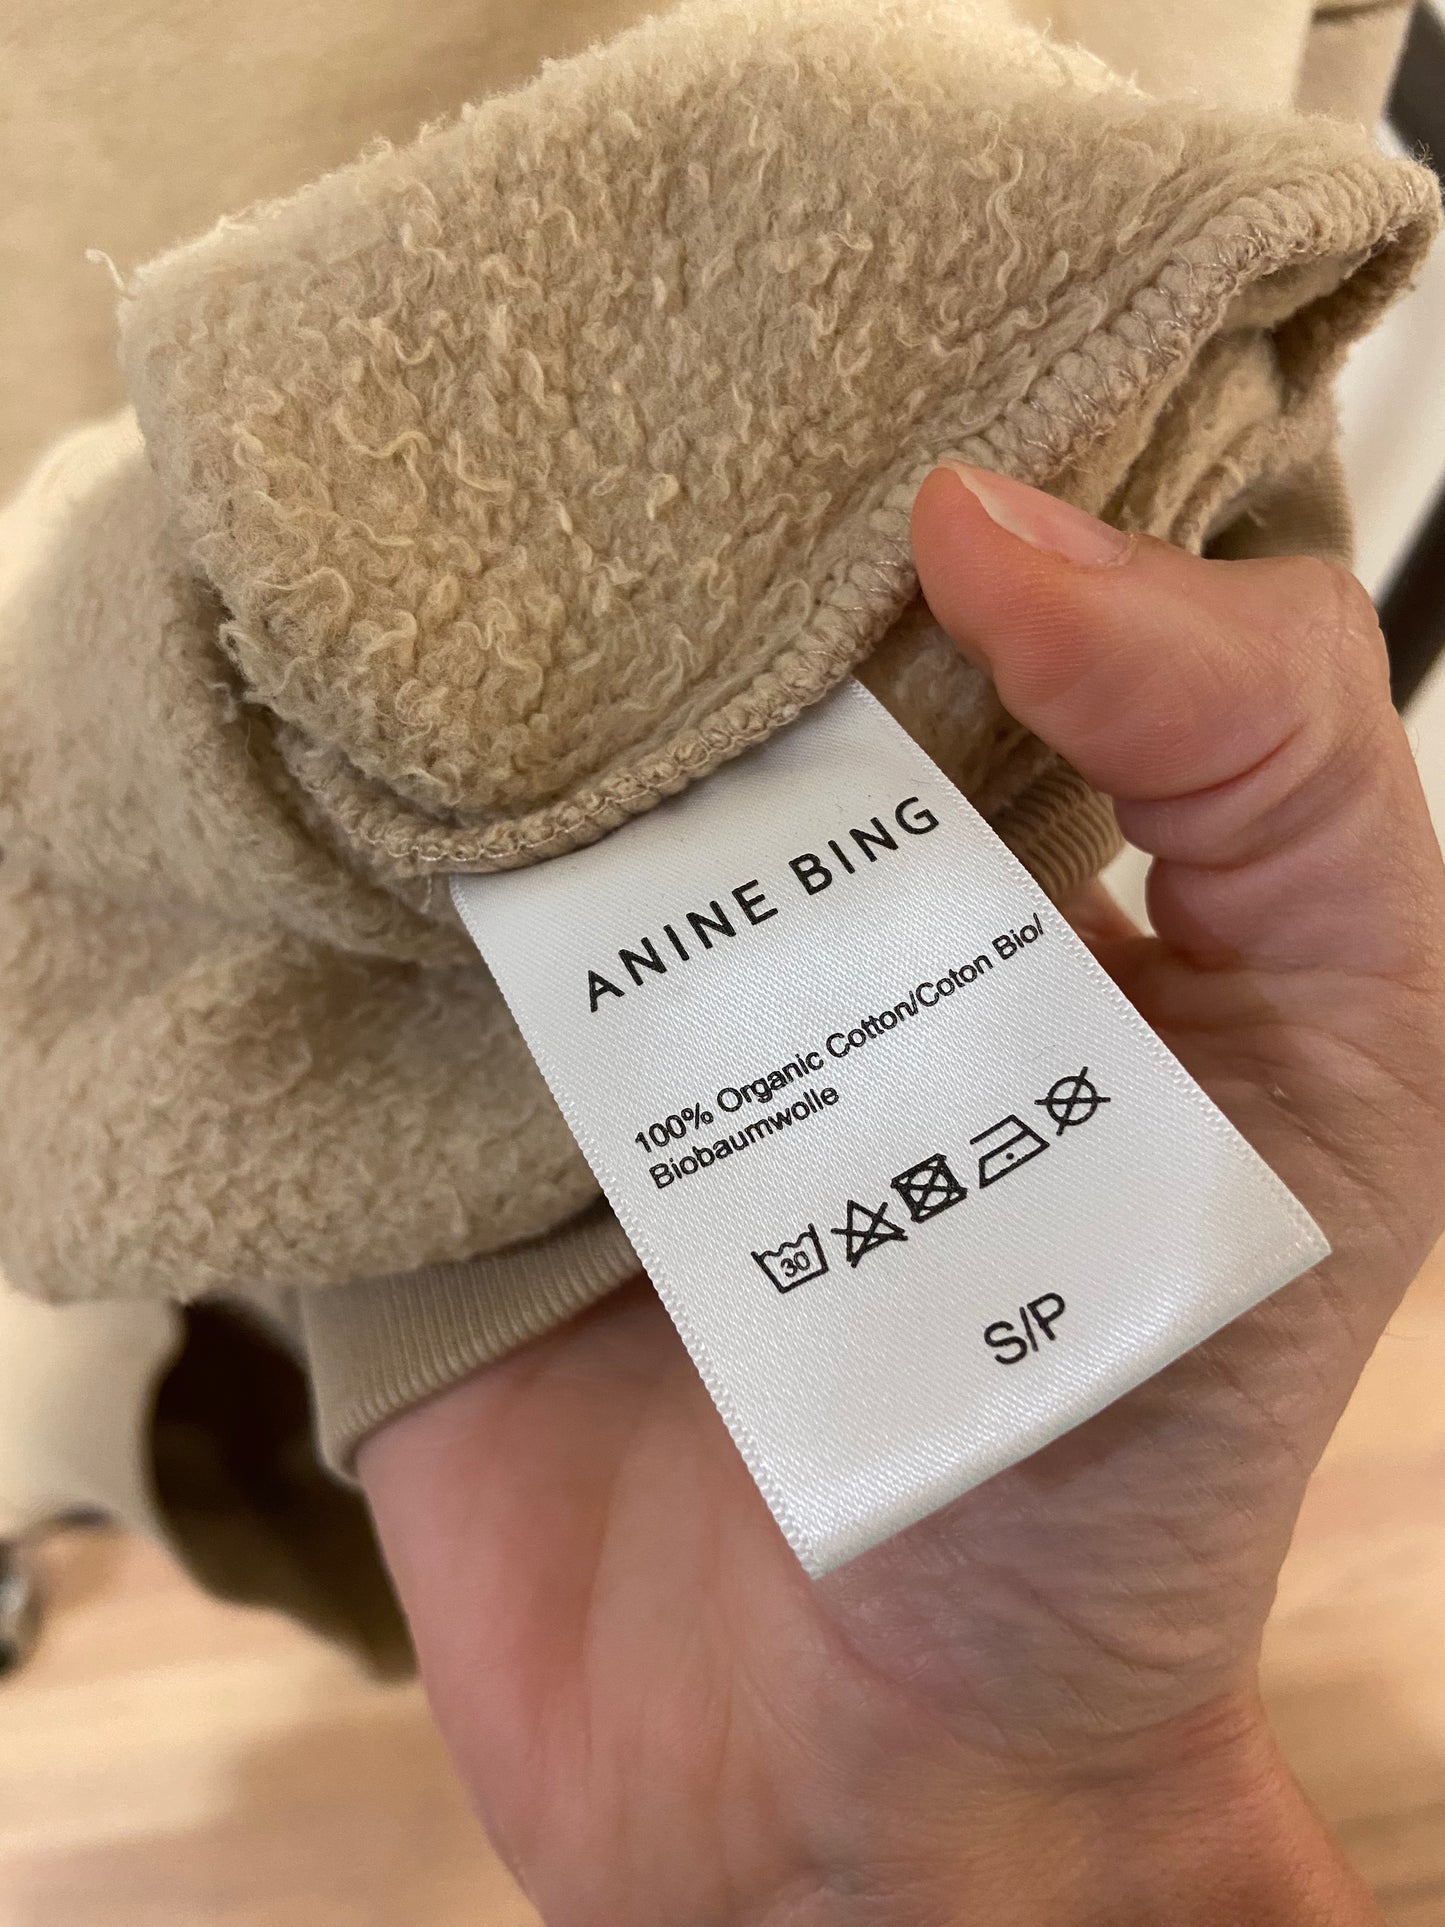 ANINE BING
100% Organic Cotton/Coton Bio/
Biobaumwolle
30
S/P